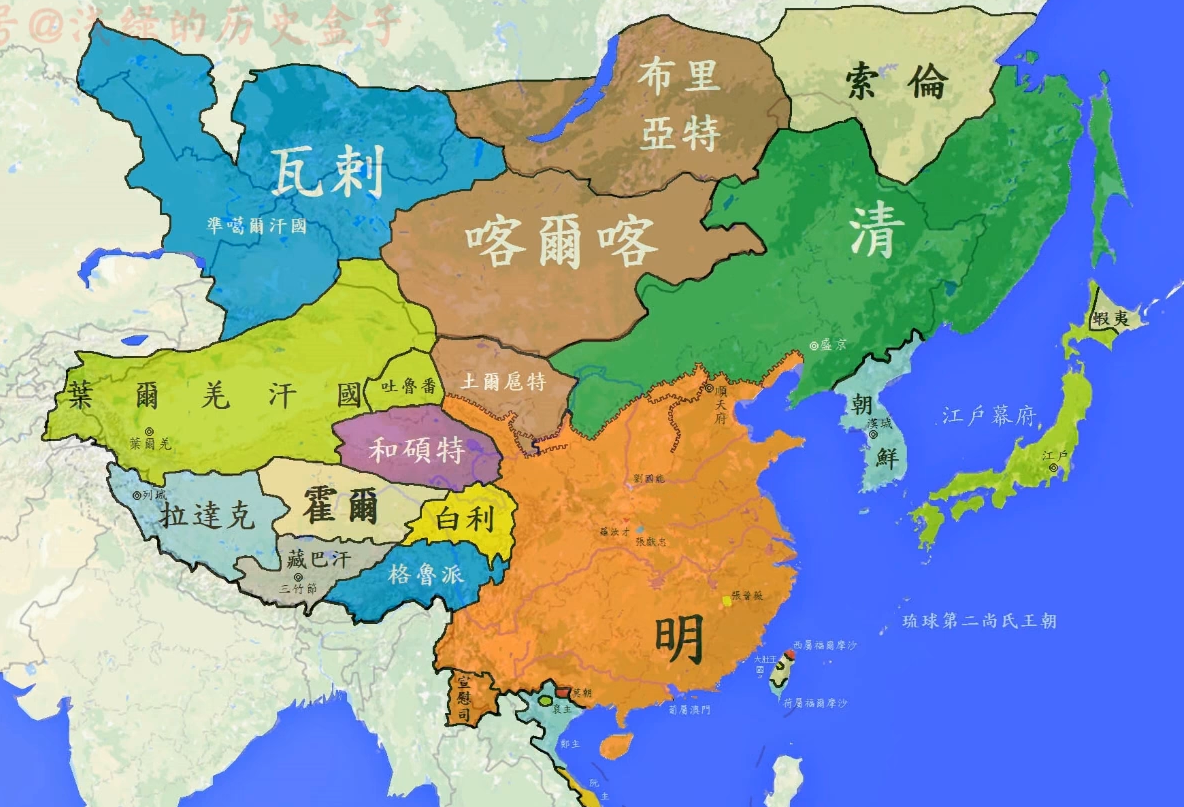 号@浅绿的历史盒子
布里
亞特
索倫
瓦剌
準噶爾汗國
喀爾喀
清
盛京
蝦夷
土爾扈特
吐魯番
葉爾羌汗國
葉爾羌
順天府
朝鮮
漢城
江戶幕府
江戶
和碩特
劉國能
列城
拉達克
霍爾
白利
羅汝才
張獻忠
藏巴汗
三竹節
格魯派
張普薇
明
琉球第二尚氏王朝
西屬福爾摩沙
大肚王國
荷屬福爾摩沙
宣慰司
莫朝
裒主
葡屬澳門
鄭主
阮主